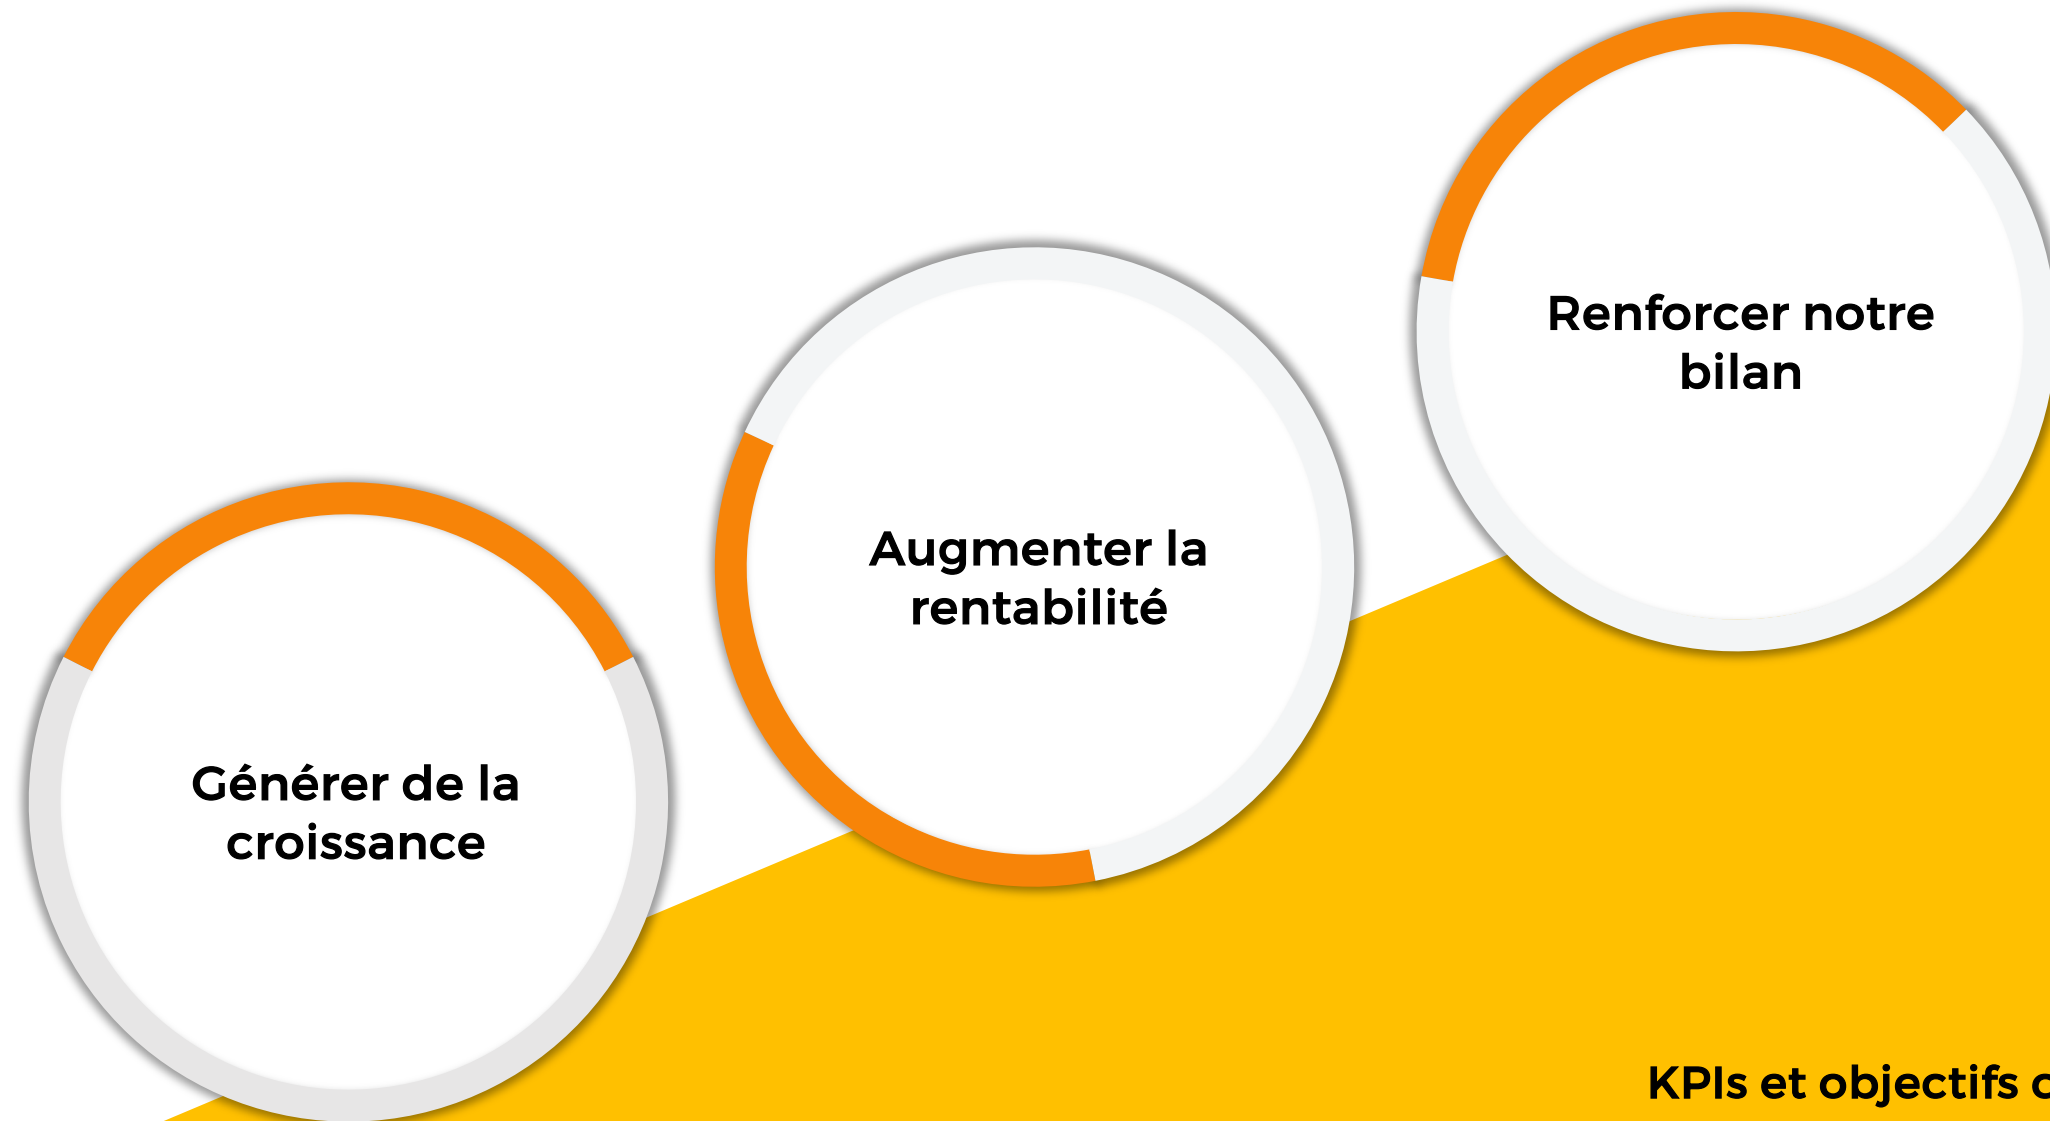 Renforcer notre
bilan
Augmenter la
rentabilité
Générer de la
croissance
KPIs et objectifs